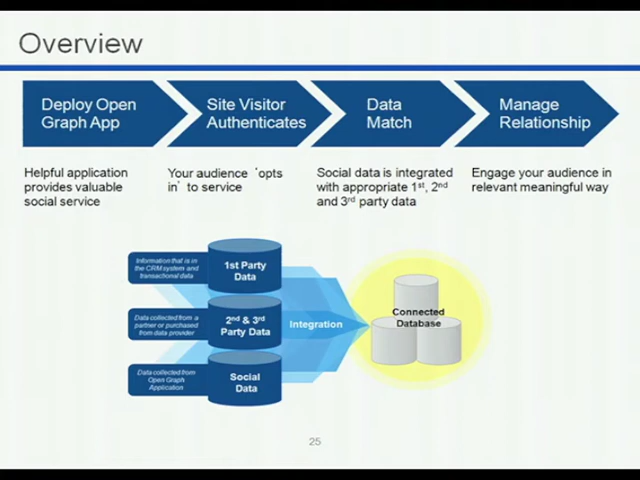 Overview
Deploy Open
Graph App
Site Visitor
Authenticates
Data
Match
Manage
Relationship
Helpful application
provides valuable
social service
Your audience ‘opts
in’ to service
Social data is integrated
with appropriate 1st, 2nd
and 3rd party data
Engage your audience in
relevant meaningful way
Information that is in
the CRM system and
transactional data
1st Party
Data
Data collected from a
partner or purchased
from data provider
2nd & 3rd
Party Data
Data collected from
Open Graph
Application
Social
Data
Integration
Connected
Database
25